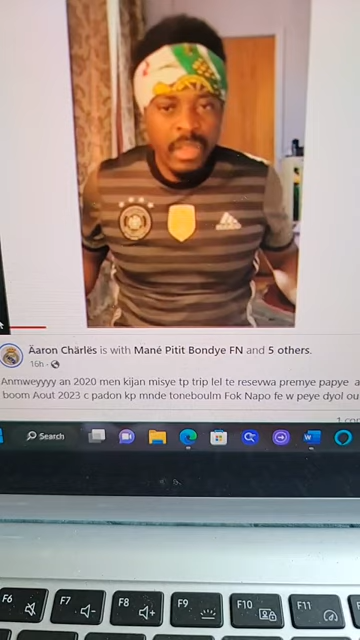 adidas
Äaron Chärlës is with Mané Pitit Bondye FN and 5 others.
16h ·
Anmweyyyy an 2020 men kijan misye tp trip lel te resevwa premye papye a
boom Aout 2023 c padon kp mnde toneboulm Fok Napo fe w peye dyol ou
Search
F6
F7
F8
F9
F10
F11